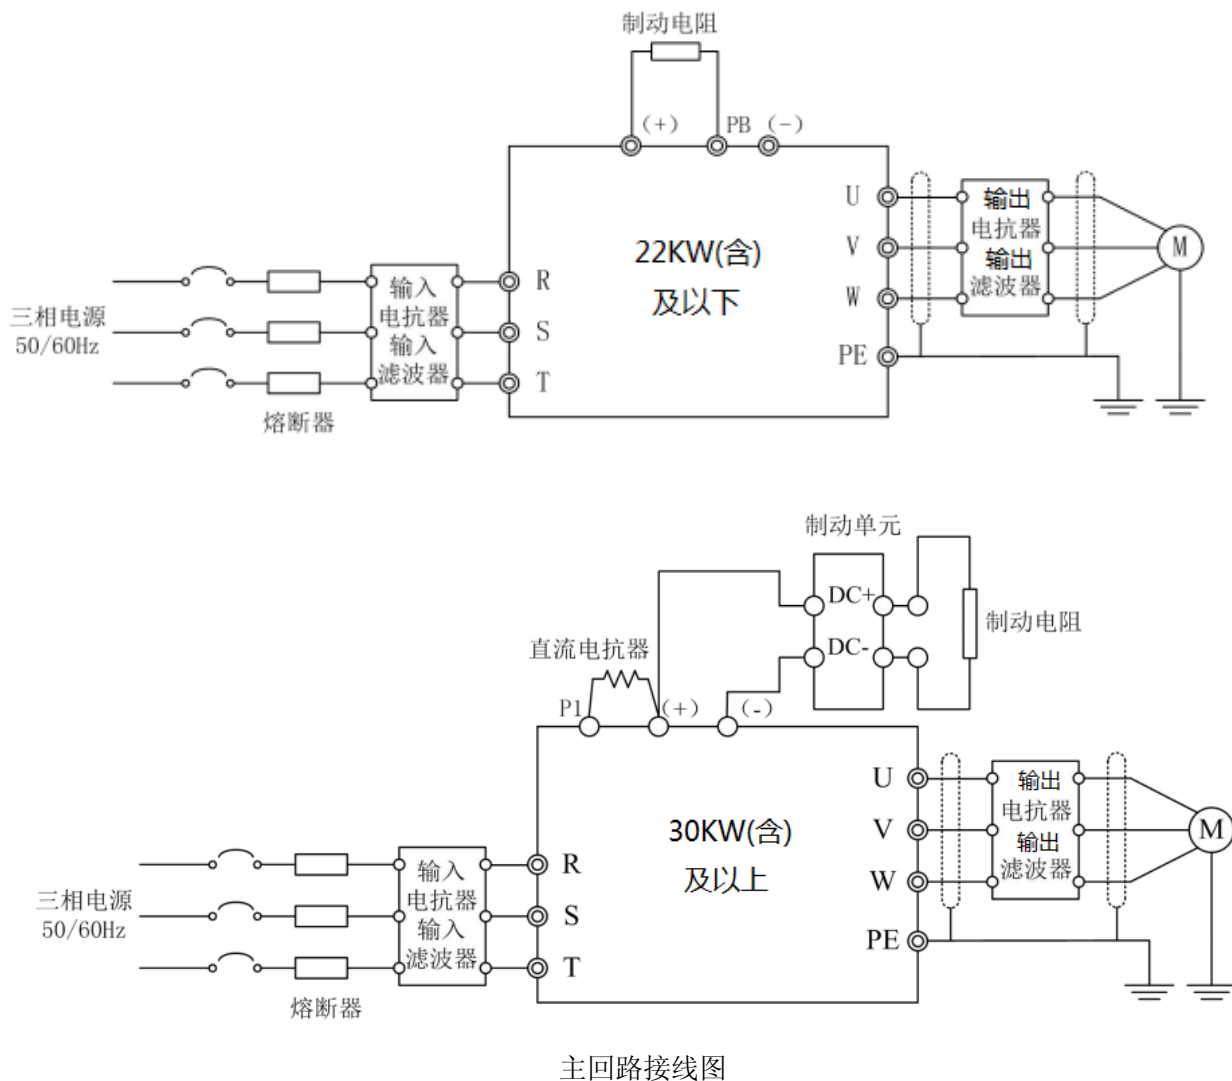 制动电阻
(+)
PB
(-)
U
V
W
PE
22KW(含)
及以下
R
S
T
三相电源
50/60Hz
熔断器
输入
电抗器
输入
滤波器
输出
电抗器
输出
滤波器
M
制动单元
DC+
DC-
制动电阻
直流电抗器
P1
(+)
(-)
U
V
W
PE
30KW(含)
及以上
R
S
T
三相电源
50/60Hz
熔断器
输入
电抗器
输入
滤波器
输出
电抗器
输出
滤波器
M
主回路接线图